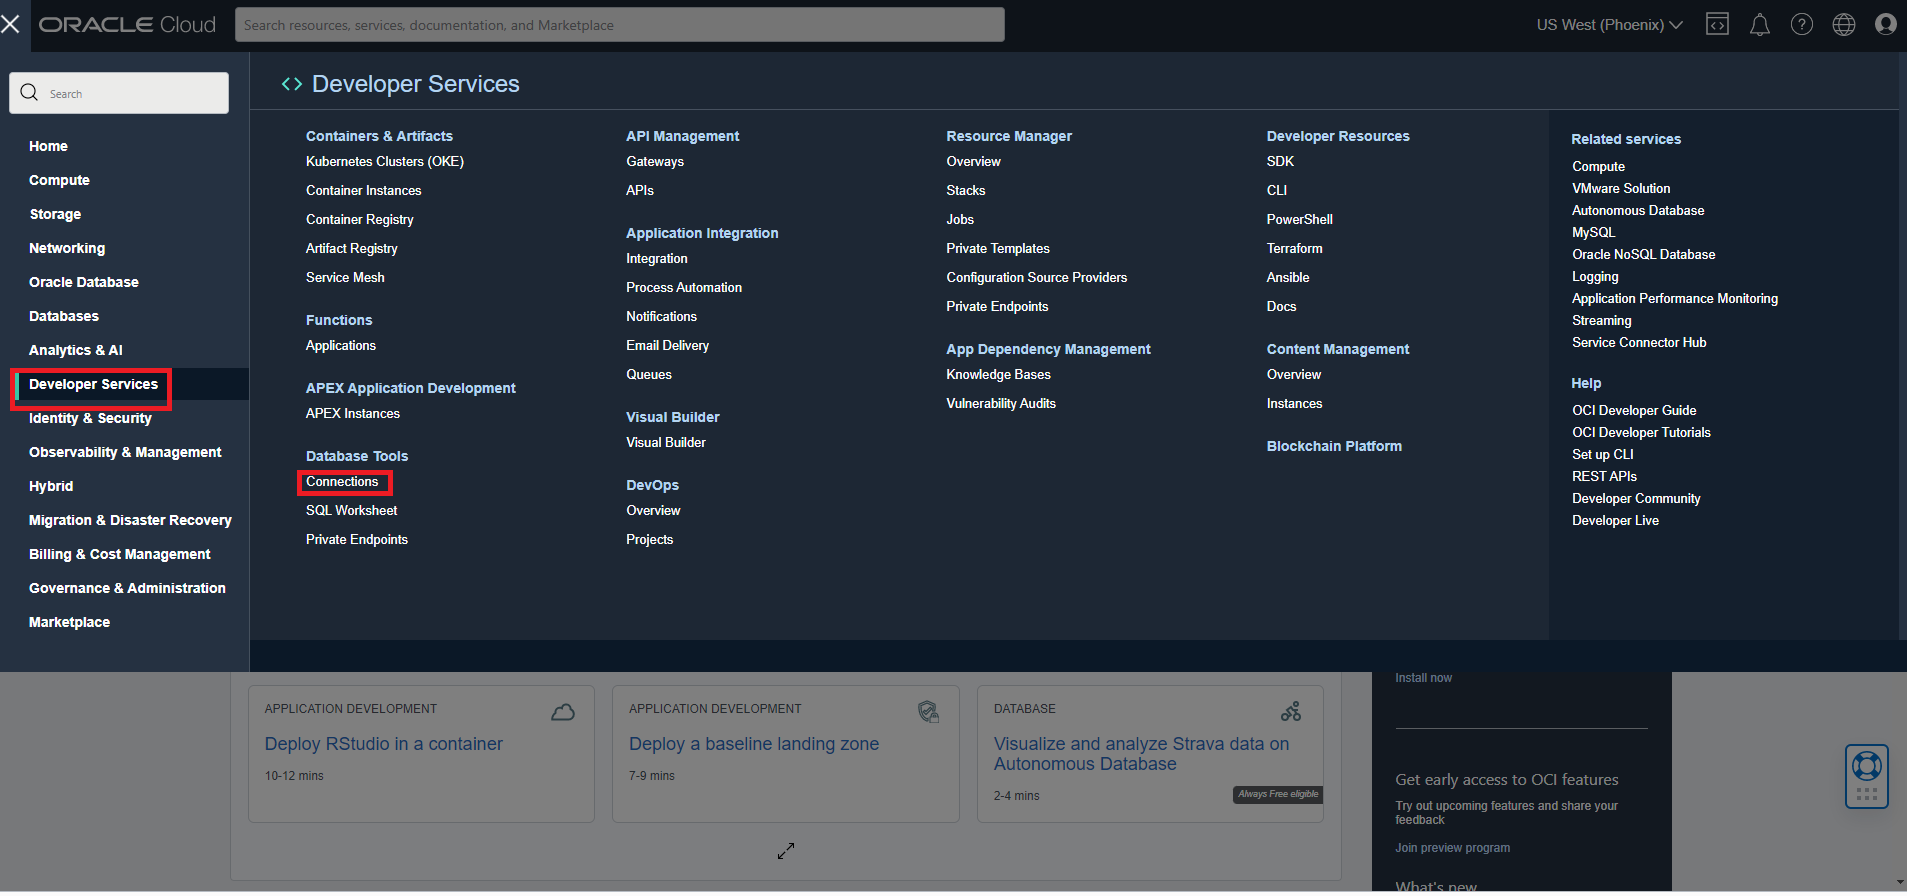 ORACLE Cloud
Search resources, services, documentation, and Marketplace
US West (Phoenix)
Search
Home
Compute
Storage
Networking
Oracle Database
Databases
Analytics & AI
Developer Services
Identity & Security
Observability & Management
Hybrid
Migration & Disaster Recovery
Billing & Cost Management
Governance & Administration
Marketplace
Developer Services
Containers & Artifacts
Kubernetes Clusters (OKE)
Container Instances
Container Registry
Artifact Registry
Service Mesh
Functions
Applications
APEX Application Development
APEX Instances
Database Tools
Connections
SQL Worksheet
Private Endpoints
API Management
Gateways
APIs
Application Integration
Integration
Process Automation
Notifications
Email Delivery
Queues
Visual Builder
Visual Builder
DevOps
Overview
Projects
Resource Manager
Overview
Stacks
Jobs
Private Templates
Configuration Source Providers
Private Endpoints
App Dependency Management
Knowledge Bases
Vulnerability Audits
Developer Resources
SDK
CLI
PowerShell
Terraform
Ansible
Docs
Content Management
Overview
Instances
Blockchain Platform
Related services
Compute
VMware Solution
Autonomous Database
MySQL
Oracle NoSQL Database
Logging
Application Performance Monitoring
Streaming
Service Connector Hub
Help
OCI Developer Guide
OCI Developer Tutorials
Set up CLI
REST APIs
Developer Community
Developer Live
APPLICATION DEVELOPMENT
Deploy RStudio in a container
10-12 mins
APPLICATION DEVELOPMENT
Deploy a baseline landing zone
7-9 mins
DATABASE
Visualize and analyze Strava data on
Autonomous Database
2-4 mins
Always Free eligible
Install now
Get early access to OCI features
Try out upcoming features and share your
feedback
Join preview program
What's new